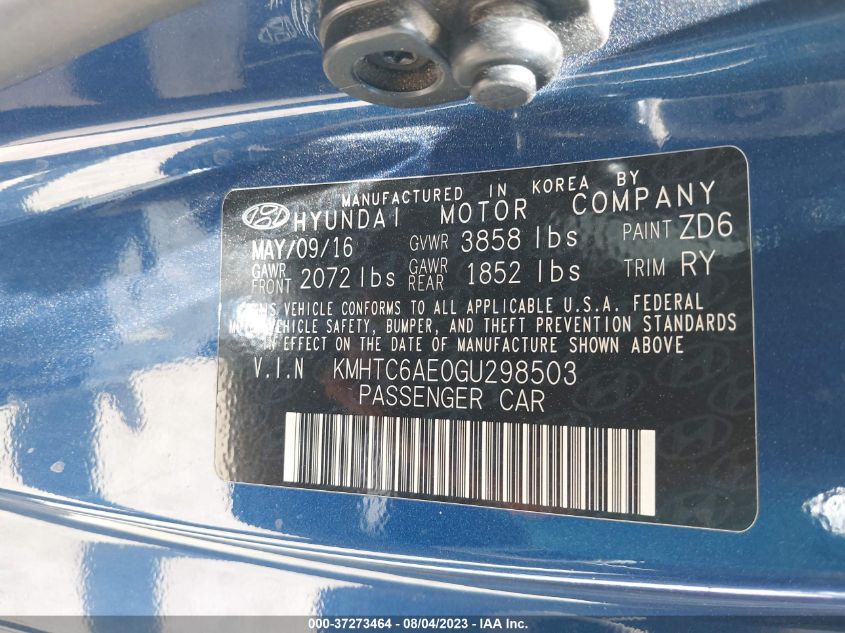 MANUFACTURED IN KOREA BY
HYUNDAI MOTOR COMPANY
MAY/09/16 GVWR 3858 lbs PAINT ZD6
GAWR FRONT 2072 lbs GAWR REAR 1852 lbs TRIM RY
THIS VEHICLE CONFORMS TO ALL APPLICABLE U.S.A. FEDERAL
MOTOR VEHICLE SAFETY, BUMPER, AND THEFT PREVENTION STANDARDS
IN EFFECT ON THE DATE OF MANUFACTURE SHOWN ABOVE
V.I.N KMHTC6AE0GU298503
PASSENGER CAR
000-37273464 - 08/04/2023 - IAA Inc.